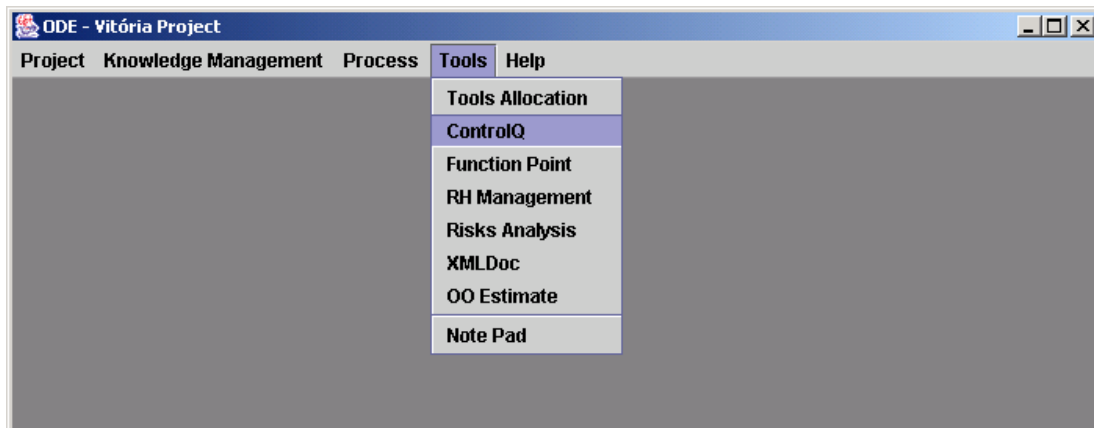 ODE - Vitória Project
Project Knowledge Management Process Tools Help
Tools Allocation
ControlQ
Function Point
RH Management
Risks Analysis
XMLDoc
OO Estimate
Note Pad